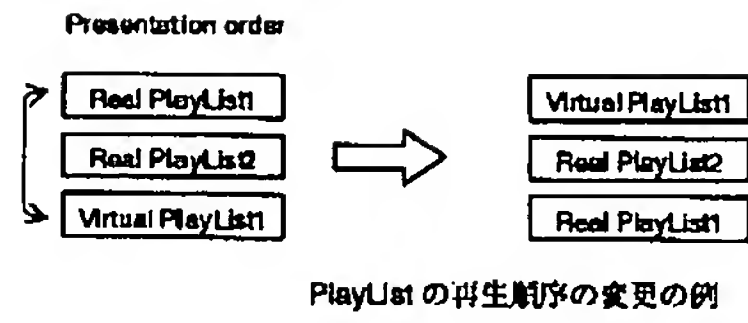 Presentation order
Real PlayList1
Real PlayList2
Virtual PlayList1
Virtual PlayList1
Real PlayList2
Real PlayList1
PlayList の再生順序の変更の例